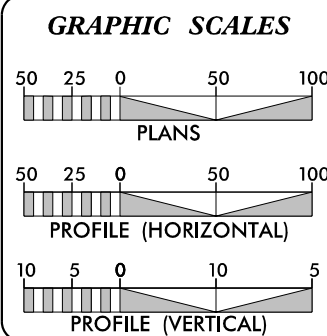 GRAPHIC SCALES
50 25 0 50 100
PLANS
50 25 0 50 100
PROFILE (HORIZONTAL)
10 5 0 10 5
PROFILE (VERTICAL)